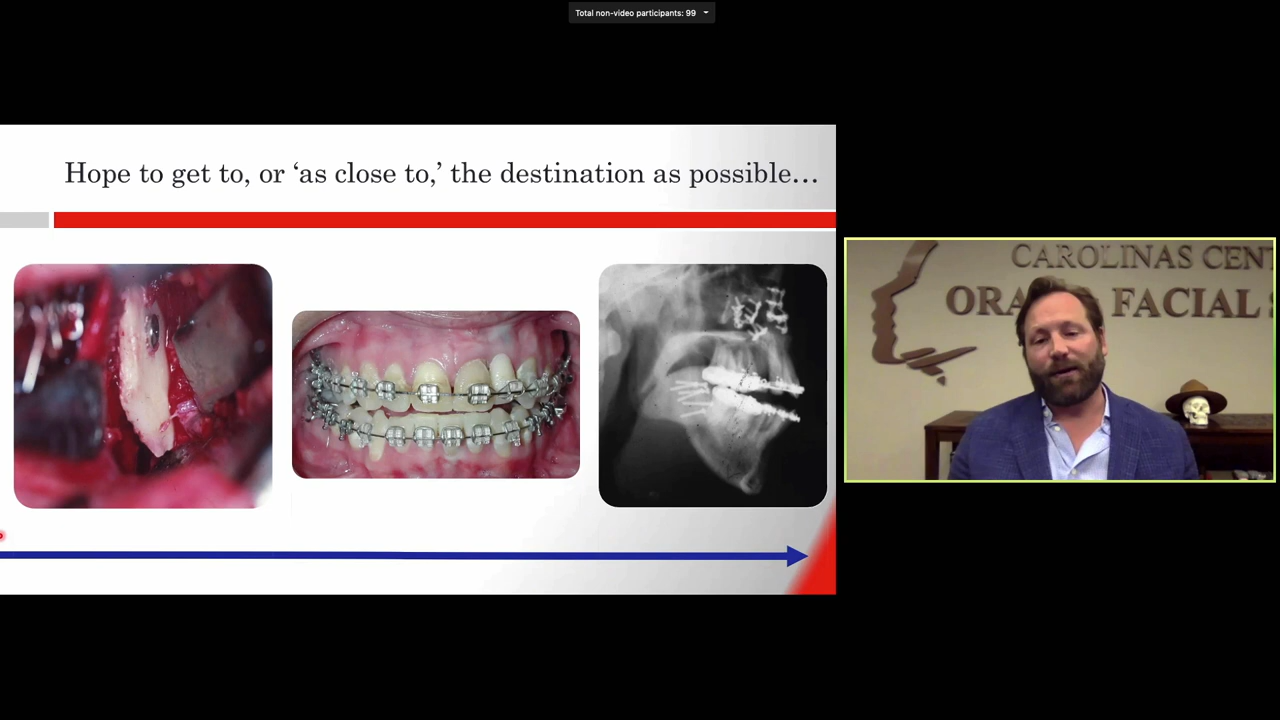 Total non-video participants: 99
Hope to get to, or ‘as close to,’ the destination as possible…
CAROLINAS CENT
ORA
FACIAL S